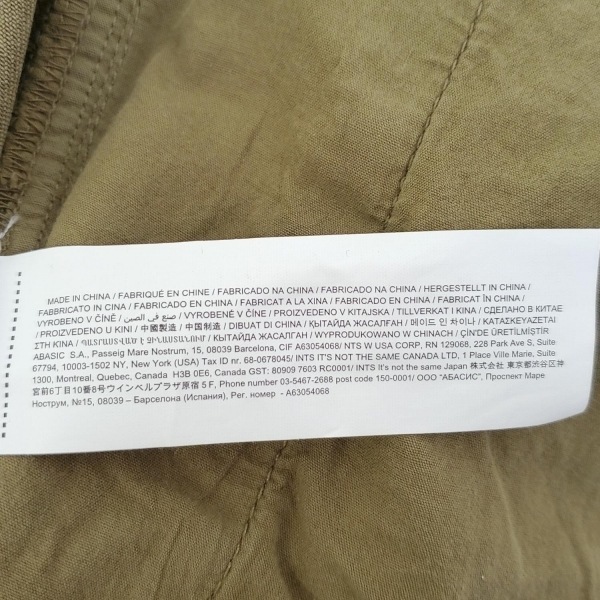 MADE IN CHINA / FABRIQUÉ EN CHINE / FABRICADO NA CHINA / FABRICADO NA CHINA / HERGESTELLT IN CHINA /
FABBRICATO IN CINA / FABRICADO EN CHINA / FABRICAT A LA XINA / FABRICADO EN CHINA / FABRICAT ÎN CHINA /
VYROBENO V ČÍNĚ / صنع في الصين / VYROBENÉ V ČÍNE / PROIZVEDENO V KITAJSKA / TILLVERKAT I KINA / СДЕЛАНО В КИТАЕ
/ PROIZVEDENO U KINI / 中國製造 / 中国制造 / DIBUAT DI CHINA / ҚЫТАЙДА ЖАСАЛҒАН / 메이드 인 차이나 / ΚΑΤΑΣΚΕΥΑΖΕΤΑΙ
ΣΤΗ ΚΙΝΑ / ՊԱՏՐԱՍՏՎԱԾ Է ՉԻՆԱՍՏԱՆՈՒՄ / ҚЫТАЙДА ЖАСАЛҒАН / WYPRODUKOWANO W CHINACH / ÇIN'DE ÜRETİLMİŞTİR
ABASIC S.A., Passeig Mare Nostrum, 15, 08039 Barcelona, CIF A63054068/ NTS W USA CORP, RN 129068, 228 Park Ave S, Suite
67794, 10003-1502 NY, New York (USA) Tax ID nr. 68-0678045/ INTS IT'S NOT THE SAME CANADA LTD, 1 Place Ville Marie, Suite
1300, Montreal, Quebec, Canada H3B 0E6, Canada GST: 80909 7603 RC0001/ INTS It's not the same Japan 株式会社 東京都渋谷区神
宮前6丁目10番8号ウインベルプラザ原宿5F, Phone number 03-5467-2688 post code 150-0001/ ООО "АБАСИС", Проспект Маре
Нострум, №15, 08039 – Барселона (Испания), Рег. номер - A63054068